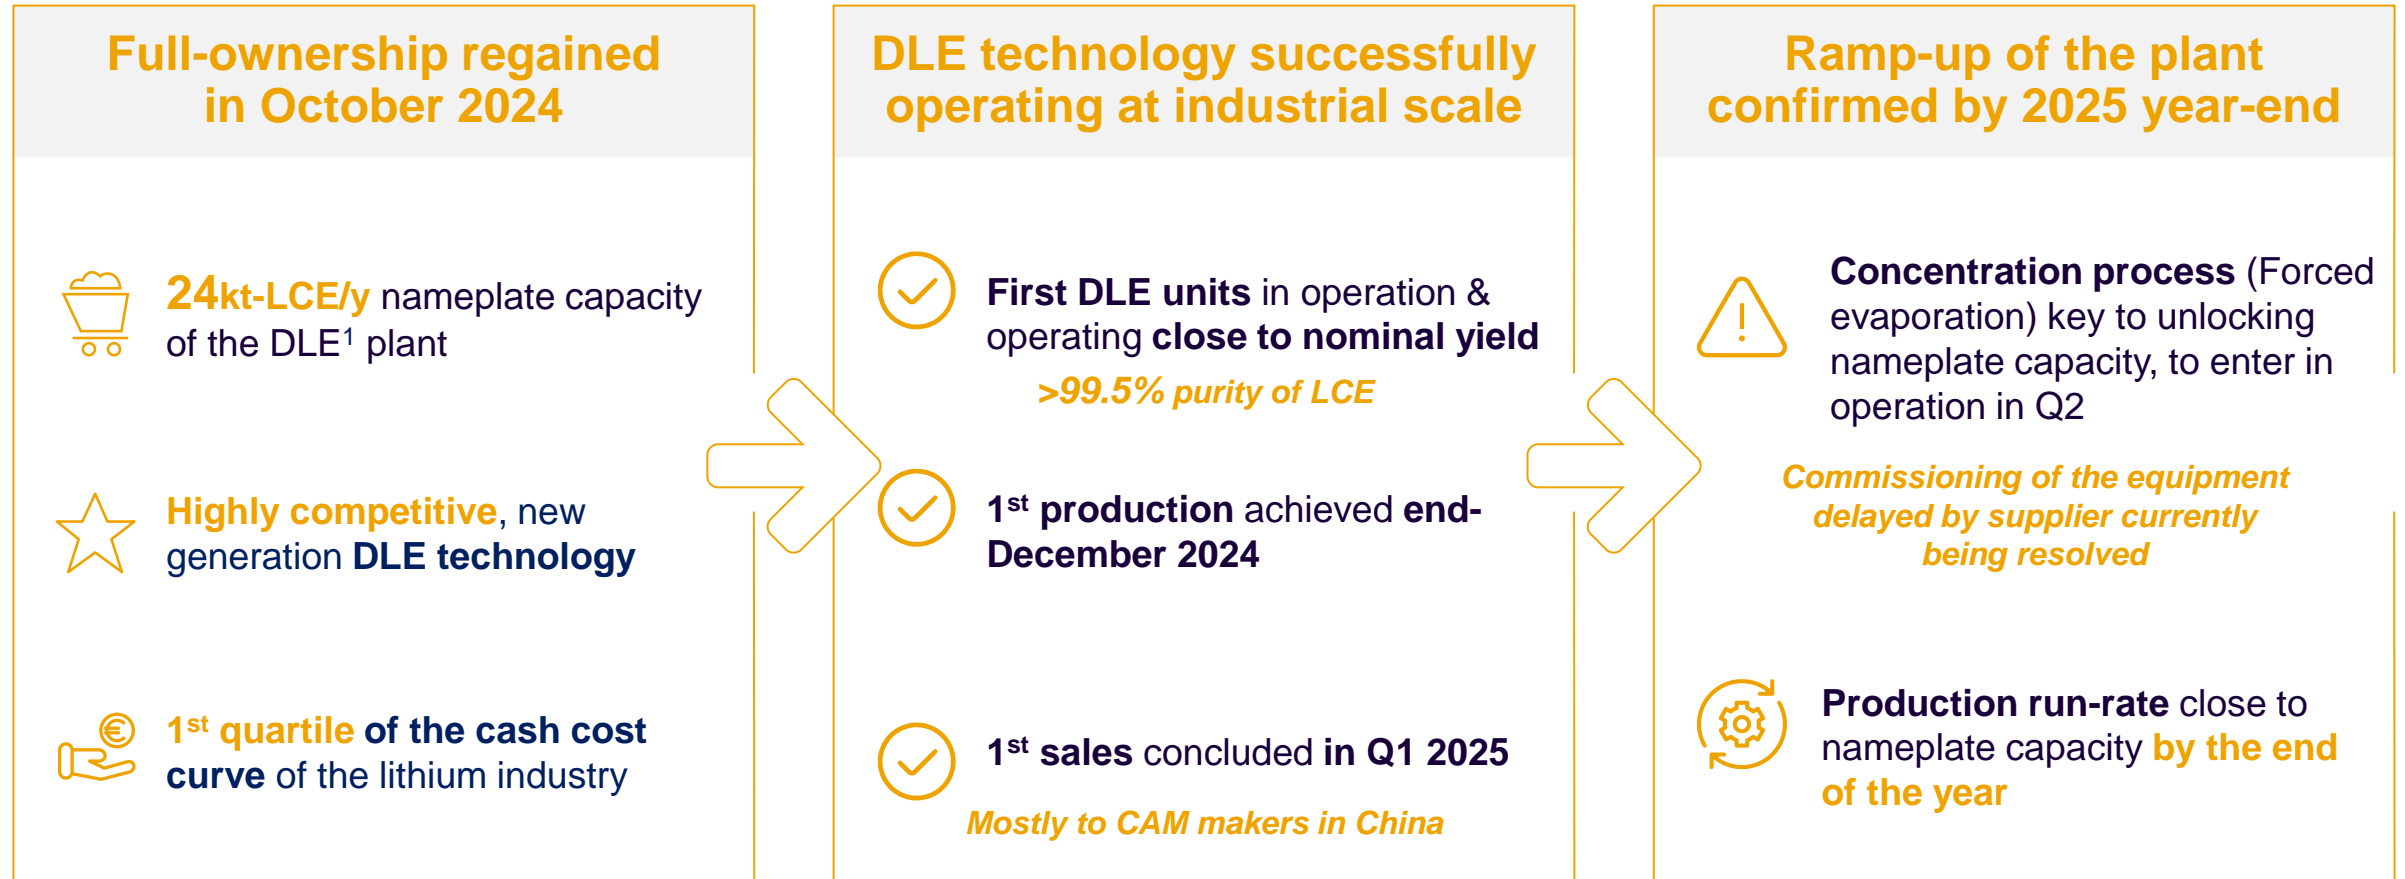 Full-ownership regained
in October 2024
24kt-LCE/y nameplate capacity
of the DLE¹ plant
Highly competitive, new
generation DLE technology
1st quartile of the cash cost
curve of the lithium industry
DLE technology successfully
operating at industrial scale
First DLE units in operation &
operating close to nominal yield
>99.5% purity of LCE
1st production achieved end-
December 2024
1st sales concluded in Q1 2025
Mostly to CAM makers in China
Ramp-up of the plant
confirmed by 2025 year-end
Concentration process (Forced
evaporation) key to unlocking
nameplate capacity, to enter in
operation in Q2
Commissioning of the equipment
delayed by supplier currently
being resolved
Production run-rate close to
nameplate capacity by the end
of the year